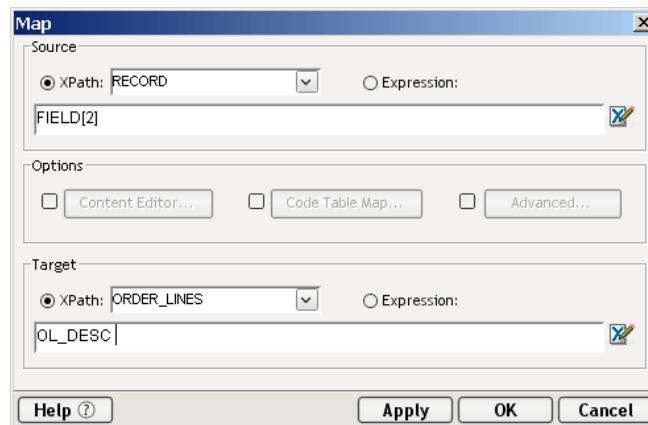 Map
Source
XPath: RECORD Expression:
FIELD[2]
Options
Content Editor... Code Table Map... Advanced...
Target
XPath: ORDER_LINES Expression:
OL_DESC
Help ? Apply OK Cancel